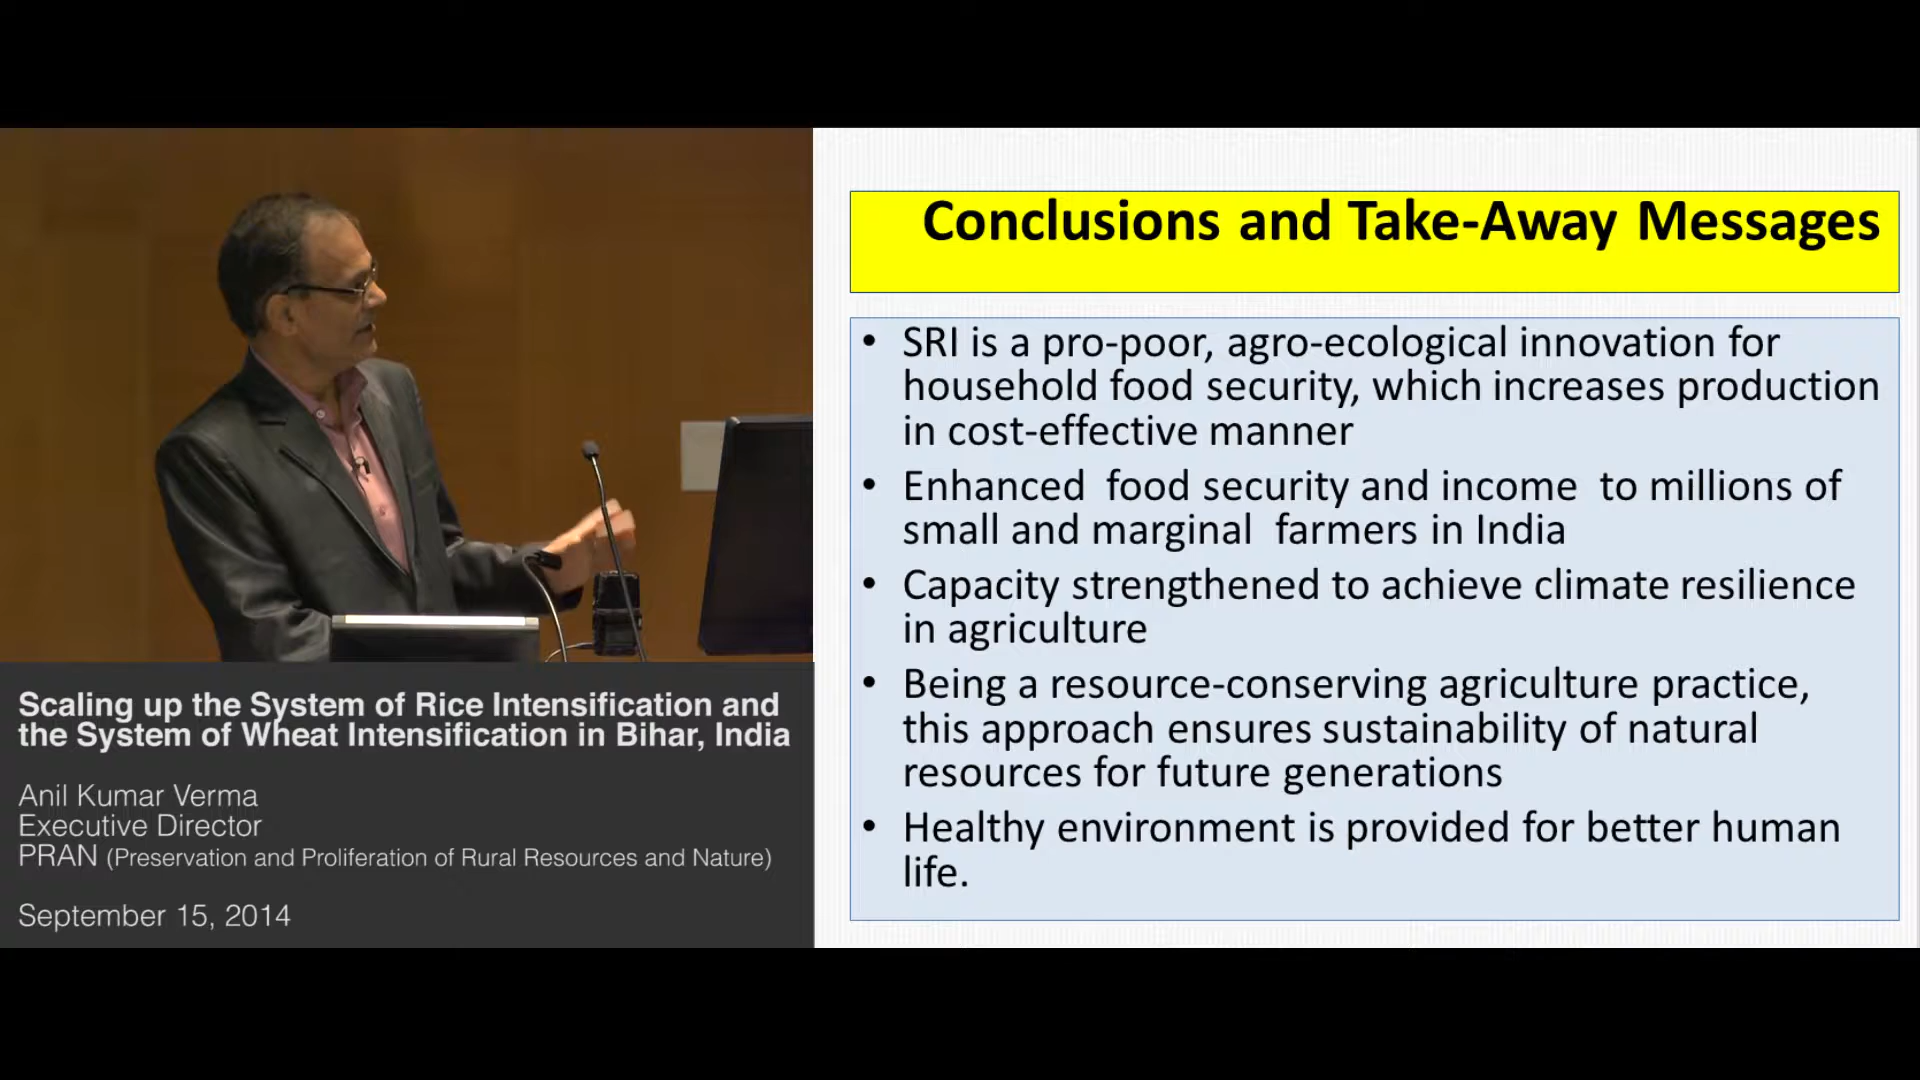 Scaling up the System of Rice Intensification and
the System of Wheat Intensification in Bihar, India
Anil Kumar Verma
Executive Director
PRAN (Preservation and Proliferation of Rural Resources and Nature)
September 15, 2014
Conclusions and Take-Away Messages
• SRI is a pro-poor, agro-ecological innovation for
household food security, which increases production
in cost-effective manner
• Enhanced food security and income to millions of
small and marginal farmers in India
• Capacity strengthened to achieve climate resilience
in agriculture
• Being a resource-conserving agriculture practice,
this approach ensures sustainability of natural
resources for future generations
• Healthy environment is provided for better human
life.